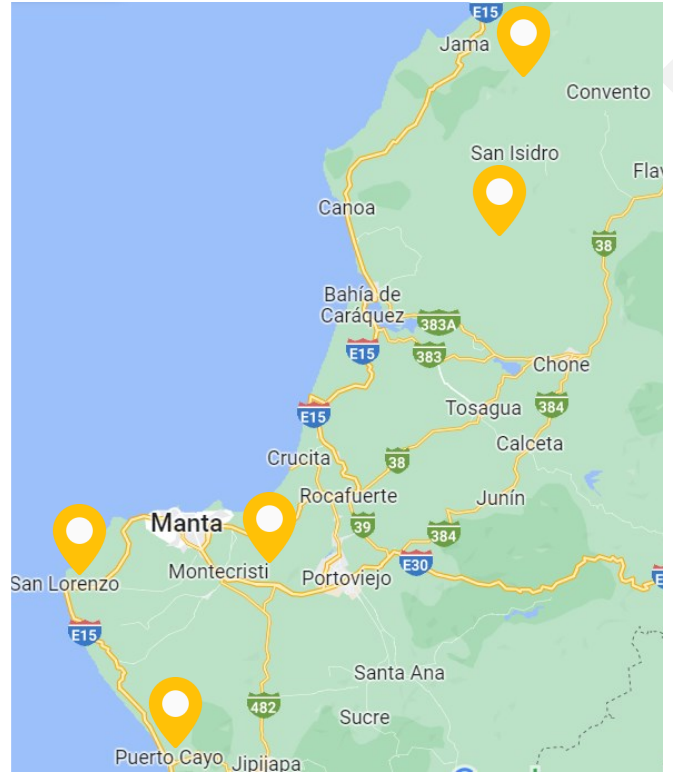 E15
Jama
Convento
San Isidro
Flav
Canoa
38
Bahía de
Caráquez
383A
E15
383
Chone
Tosagua
384
E15
Calceta
Crucita
38
Rocafuerte
Junín
Manta
39
384
E30
Montecristi
Portoviejo
San Lorenzo
E15
Santa Ana
482
Sucre
Puerto Cayo
Jipijapa